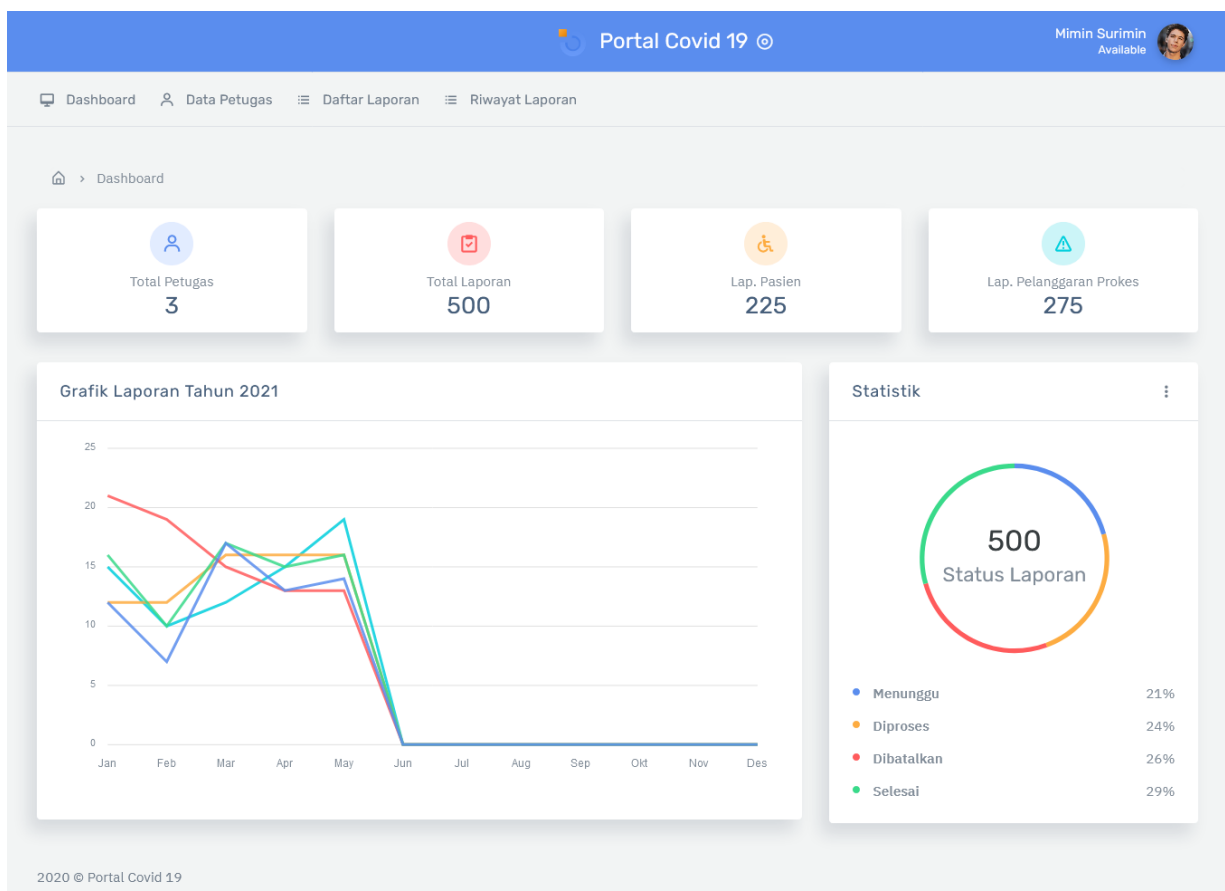 Portal Covid 19
Mimin Surimin
Available
Dashboard
Data Petugas
Daftar Laporan
Riwayat Laporan
Dashboard
Total Petugas
3
Total Laporan
500
Lap. Pasien
225
Lap. Pelanggaran Prokes
275
Grafik Laporan Tahun 2021
25
20
15
10
5
0
Jan Feb Mar Apr May Jun Jul Aug Sep Okt Nov Des
Statistik
500
Status Laporan
Menunggu 21%
Diproses 24%
Dibatalkan 26%
Selesai 29%
2020 © Portal Covid 19